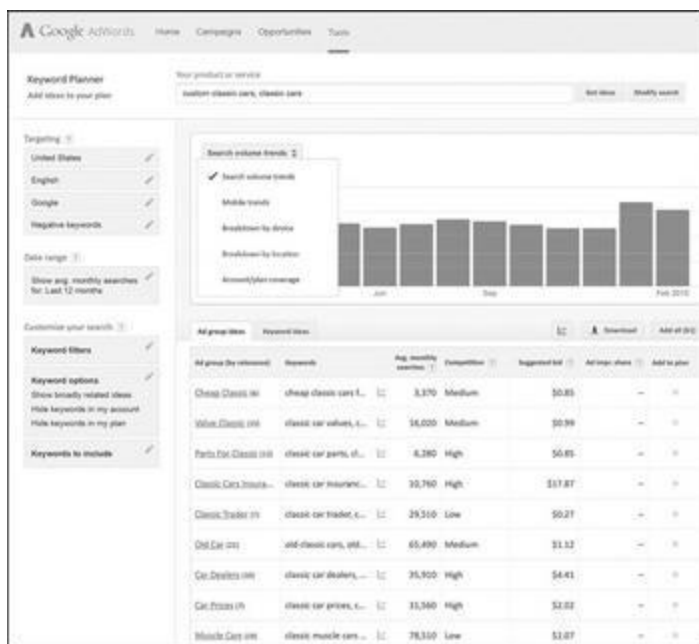 Google AdWords Home Campaigns Opportunities Tools
Keyword Planner
Add ideas to your plan
Your product or service
custom classic cars, classic cars
Get ideas Modify search
Targeting ?
United States
English
Google
Negative keywords
Date range ?
Show avg. monthly searches
for: Last 12 months
Customize your search ?
Keyword filters
Keyword options
Show broadly related ideas
Hide keywords in my account
Hide keywords in my plan
Keywords to include
Search volume trends
Search volume trends
Mobile trends
Breakdown by device
Breakdown by location
Account/plan coverage
Jun Sep Feb
Ad group ideas Keyword ideas
Download Add all
Ad group (by relevance) Keywords Avg. monthly searches ? Competition ? Suggested bid ? Ad impr. share ? Add to plan
Cheap Classic cheap classic cars f... 3,370 Medium $0.85 –
Value Classic classic car values, c... 16,020 Medium $0.99 –
Parts For Classic classic car parts, cl... 6,280 High $0.85 –
Classic Cars Insura... classic car insuranc... 10,760 High $17.87 –
Classic Trader classic car trader, c... 29,510 Low $0.27 –
Old Car old classic cars, old... 65,490 Medium $1.12 –
Car Dealers classic car dealers, ... 35,910 High $4.41 –
Car Prices classic car prices, c... 31,560 High $2.02 –
Muscle Cars classic muscle cars ... 78,510 Low $1.07 –